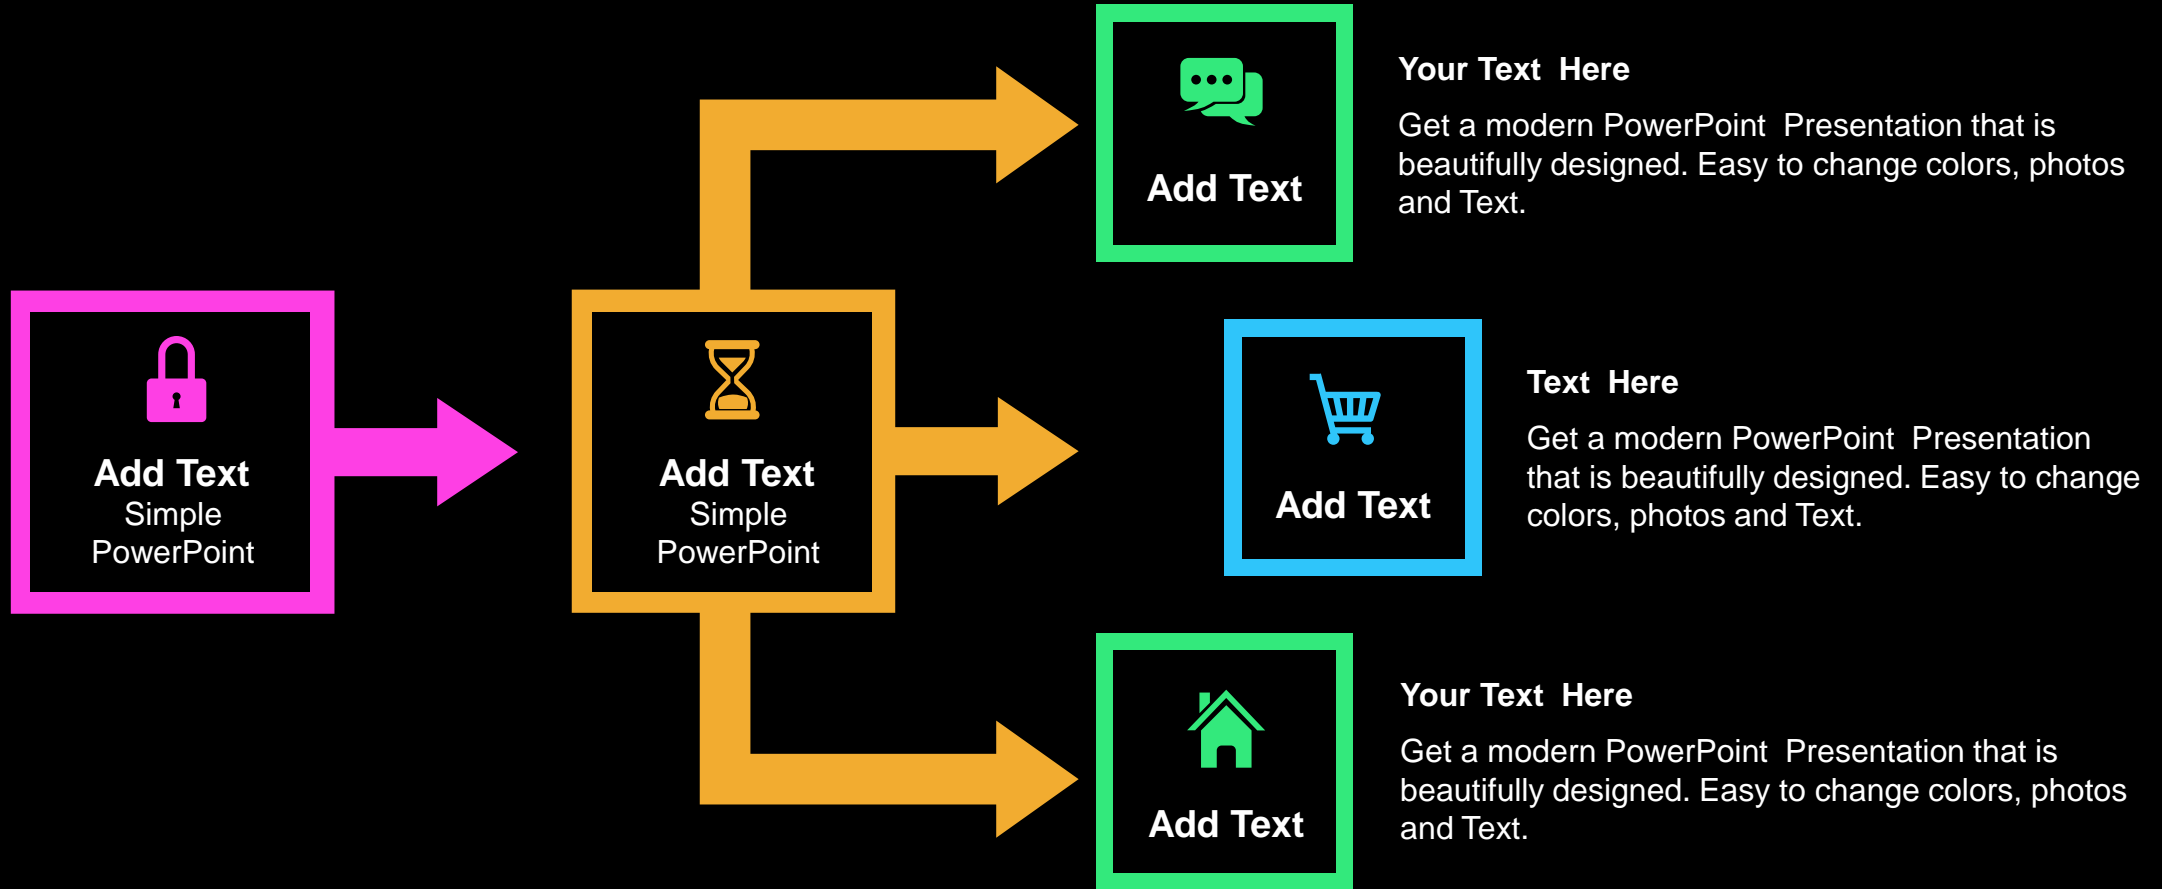 Add Text
Simple
PowerPoint
Add Text
Simple
PowerPoint
Add Text
Your Text  Here
Get a modern PowerPoint  Presentation that is
beautifully designed. Easy to change colors, photos
and Text.
Add Text
Text  Here
Get a modern PowerPoint  Presentation
that is beautifully designed. Easy to change
colors, photos and Text.
Add Text
Your Text  Here
Get a modern PowerPoint  Presentation that is
beautifully designed. Easy to change colors, photos
and Text.